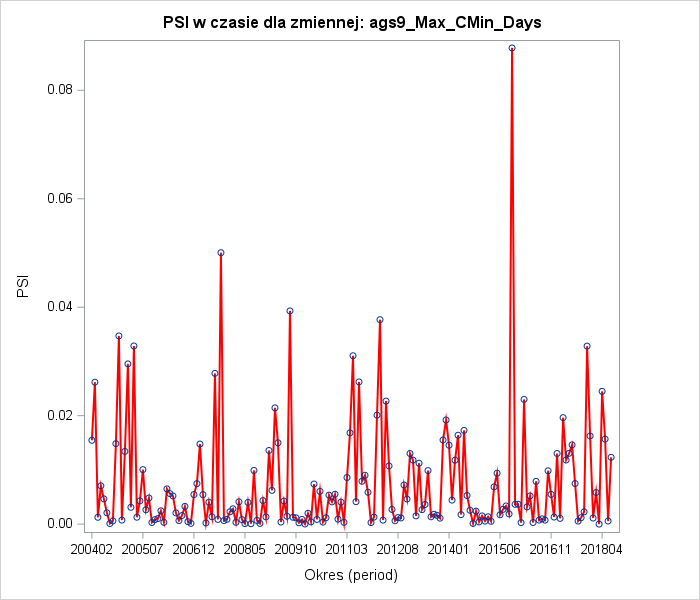 PSI w czasie dla zmiennej: ags9_Max_CMin_Days
0.08
0.06
0.04
0.02
0.00
PSI
200402 200507 200612 200805 200910 201103 201208 201401 201506 201611 201804
Okres (period)